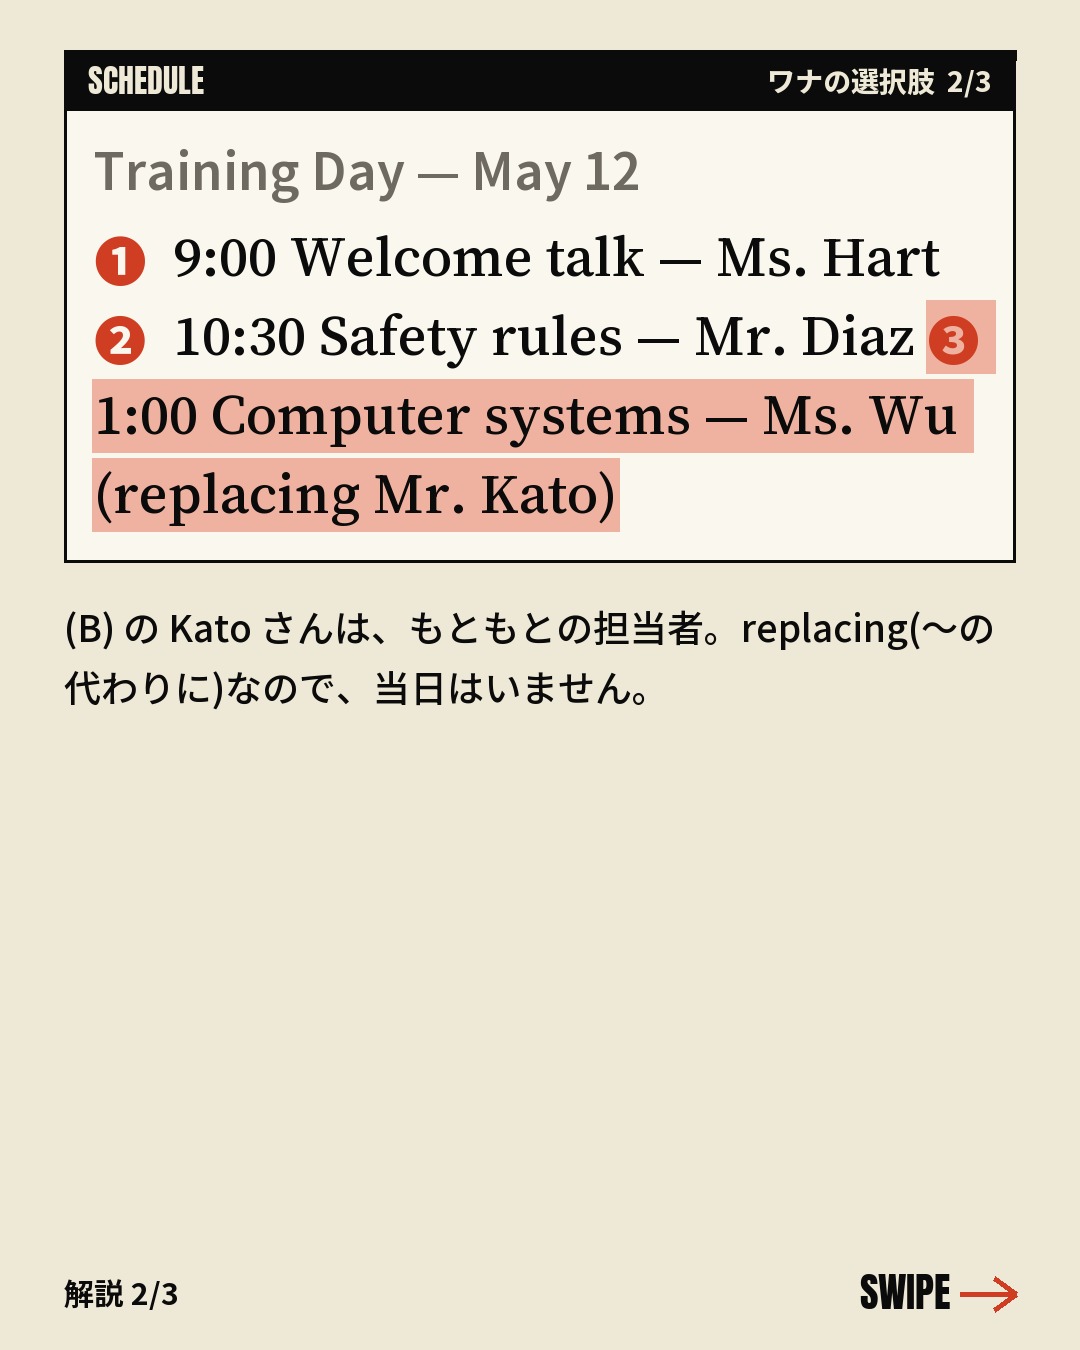 SCHEDULE
ワナの選択肢 2/3
Training Day — May 12
❶ 9:00 Welcome talk — Ms. Hart
❷ 10:30 Safety rules — Mr. Diaz ❸
1:00 Computer systems — Ms. Wu
(replacing Mr. Kato)
(B) の Kato さんは、もともとの担当者。replacing(〜の
代わりに)なので、当日はいません。
解説 2/3
SWIPE →